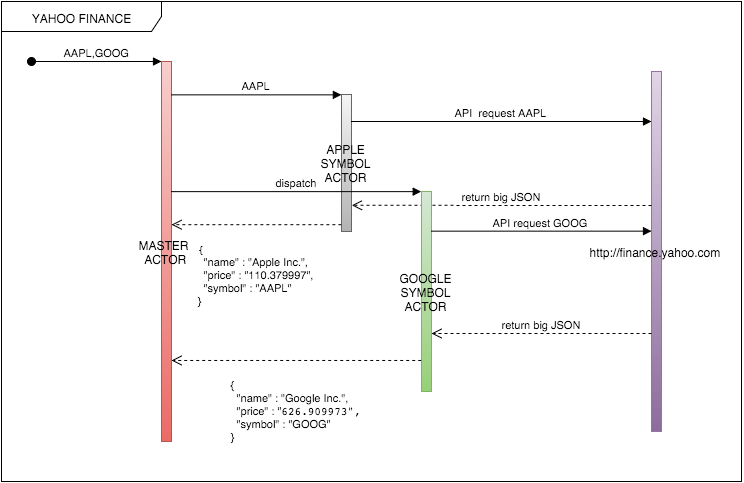 YAHOO FINANCE
AAPL,GOOG
AAPL
API request AAPL
APPLE
SYMBOL
ACTOR
dispatch
return big JSON
API request GOOG
MASTER
ACTOR
http://finance.yahoo.com
{
"name" : "Apple Inc.",
"price" : "110.379997",
"symbol" : "AAPL"
}
GOOGLE
SYMBOL
ACTOR
return big JSON
{
"name" : "Google Inc.",
"price" : "626.909973",
"symbol" : "GOOG"
}